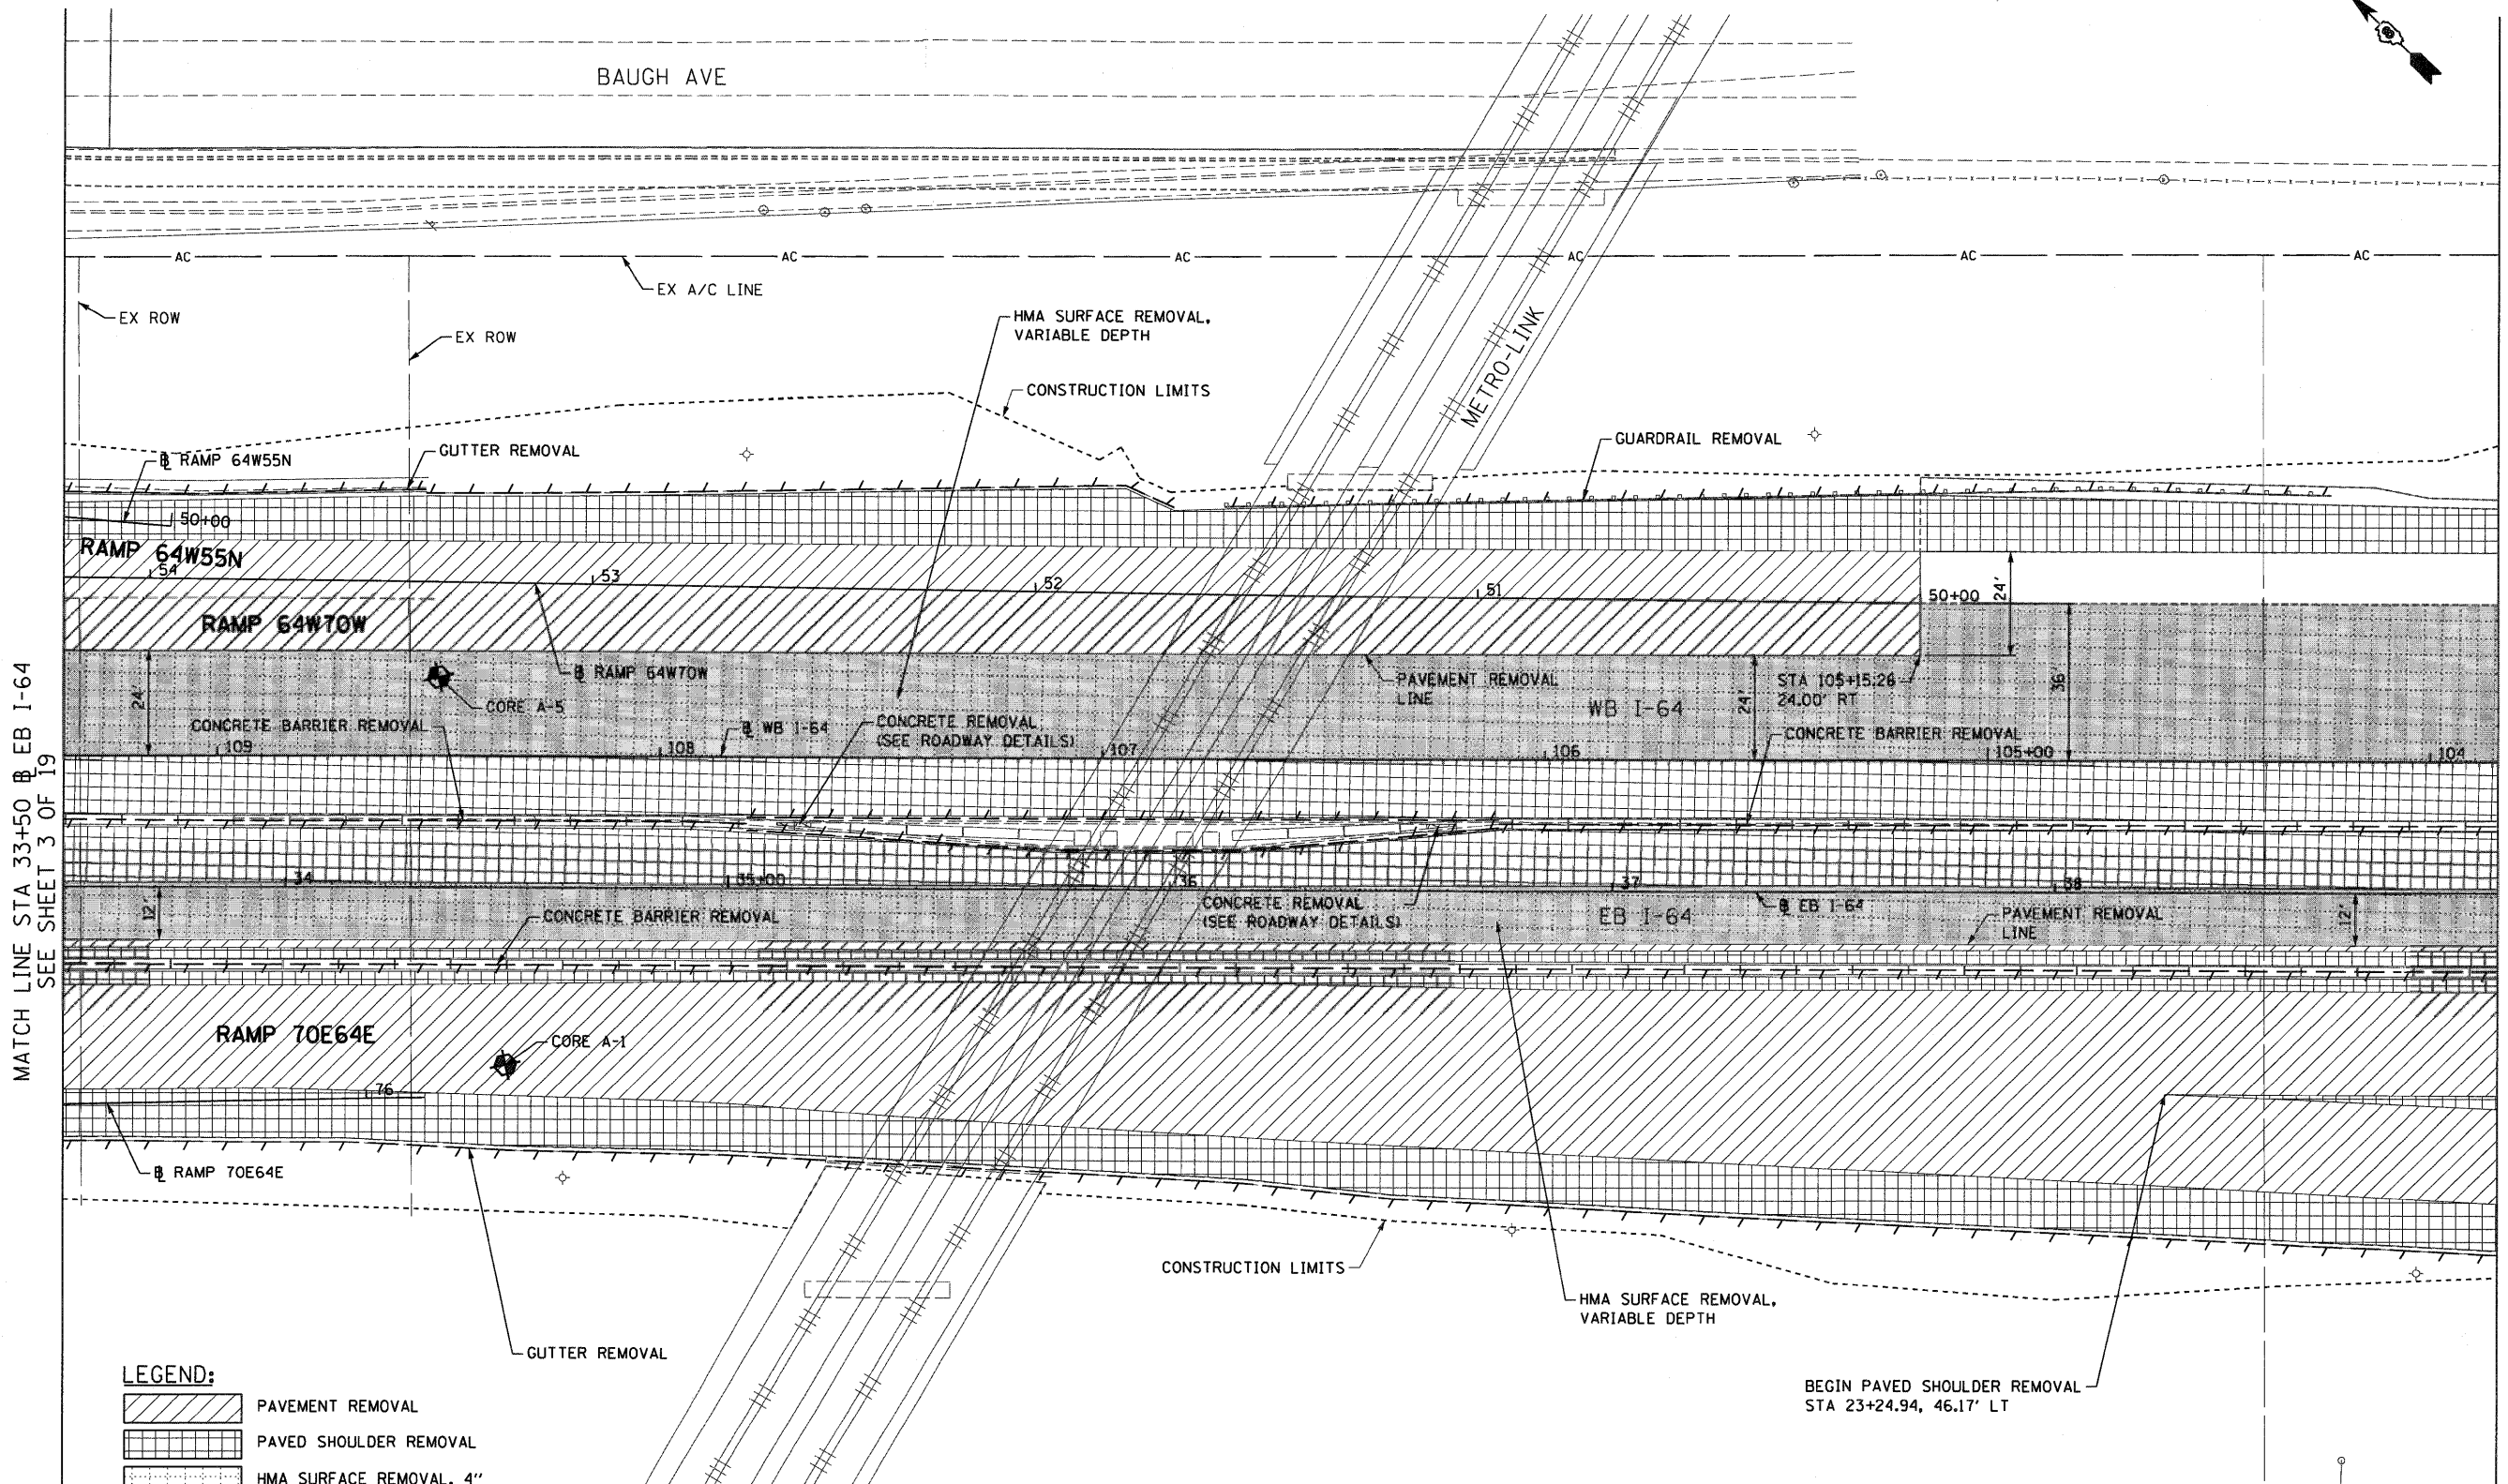 BAUGH AVE
AC AC AC AC AC AC
EX A/C LINE
EX ROW
EX ROW
HMA SURFACE REMOVAL,
VARIABLE DEPTH
METRO-LINK
CONSTRUCTION LIMITS
GUARDRAIL REMOVAL
GUTTER REMOVAL
RAMP 64W55N
50+00
RAMP 64W55N
54
53
52
51
50+00
24'
RAMP 64W70W
RAMP 64W70W
PAVEMENT REMOVAL
LINE
STA 105+15.26
24.00' RT
36'
24'
24'
WB I-64
CORE A-5
CONCRETE BARRIER REMOVAL
WB I-64
CONCRETE REMOVAL
(SEE ROADWAY DETAILS)
CONCRETE BARRIER REMOVAL
109
108
107
106
105+00
104
MATCH LINE STA 33+50 EB I-64
SEE SHEET 3 OF 19
34
35+00
36
37
38
12'
CONCRETE BARRIER REMOVAL
CONCRETE REMOVAL
(SEE ROADWAY DETAILS)
EB I-64
EB I-64
PAVEMENT REMOVAL
LINE
12'
RAMP 70E64E
CORE A-1
76
RAMP 70E64E
CONSTRUCTION LIMITS
HMA SURFACE REMOVAL,
VARIABLE DEPTH
GUTTER REMOVAL
BEGIN PAVED SHOULDER REMOVAL
STA 23+24.94, 46.17' LT
LEGEND:
PAVEMENT REMOVAL
PAVED SHOULDER REMOVAL
HMA SURFACE REMOVAL, 4"